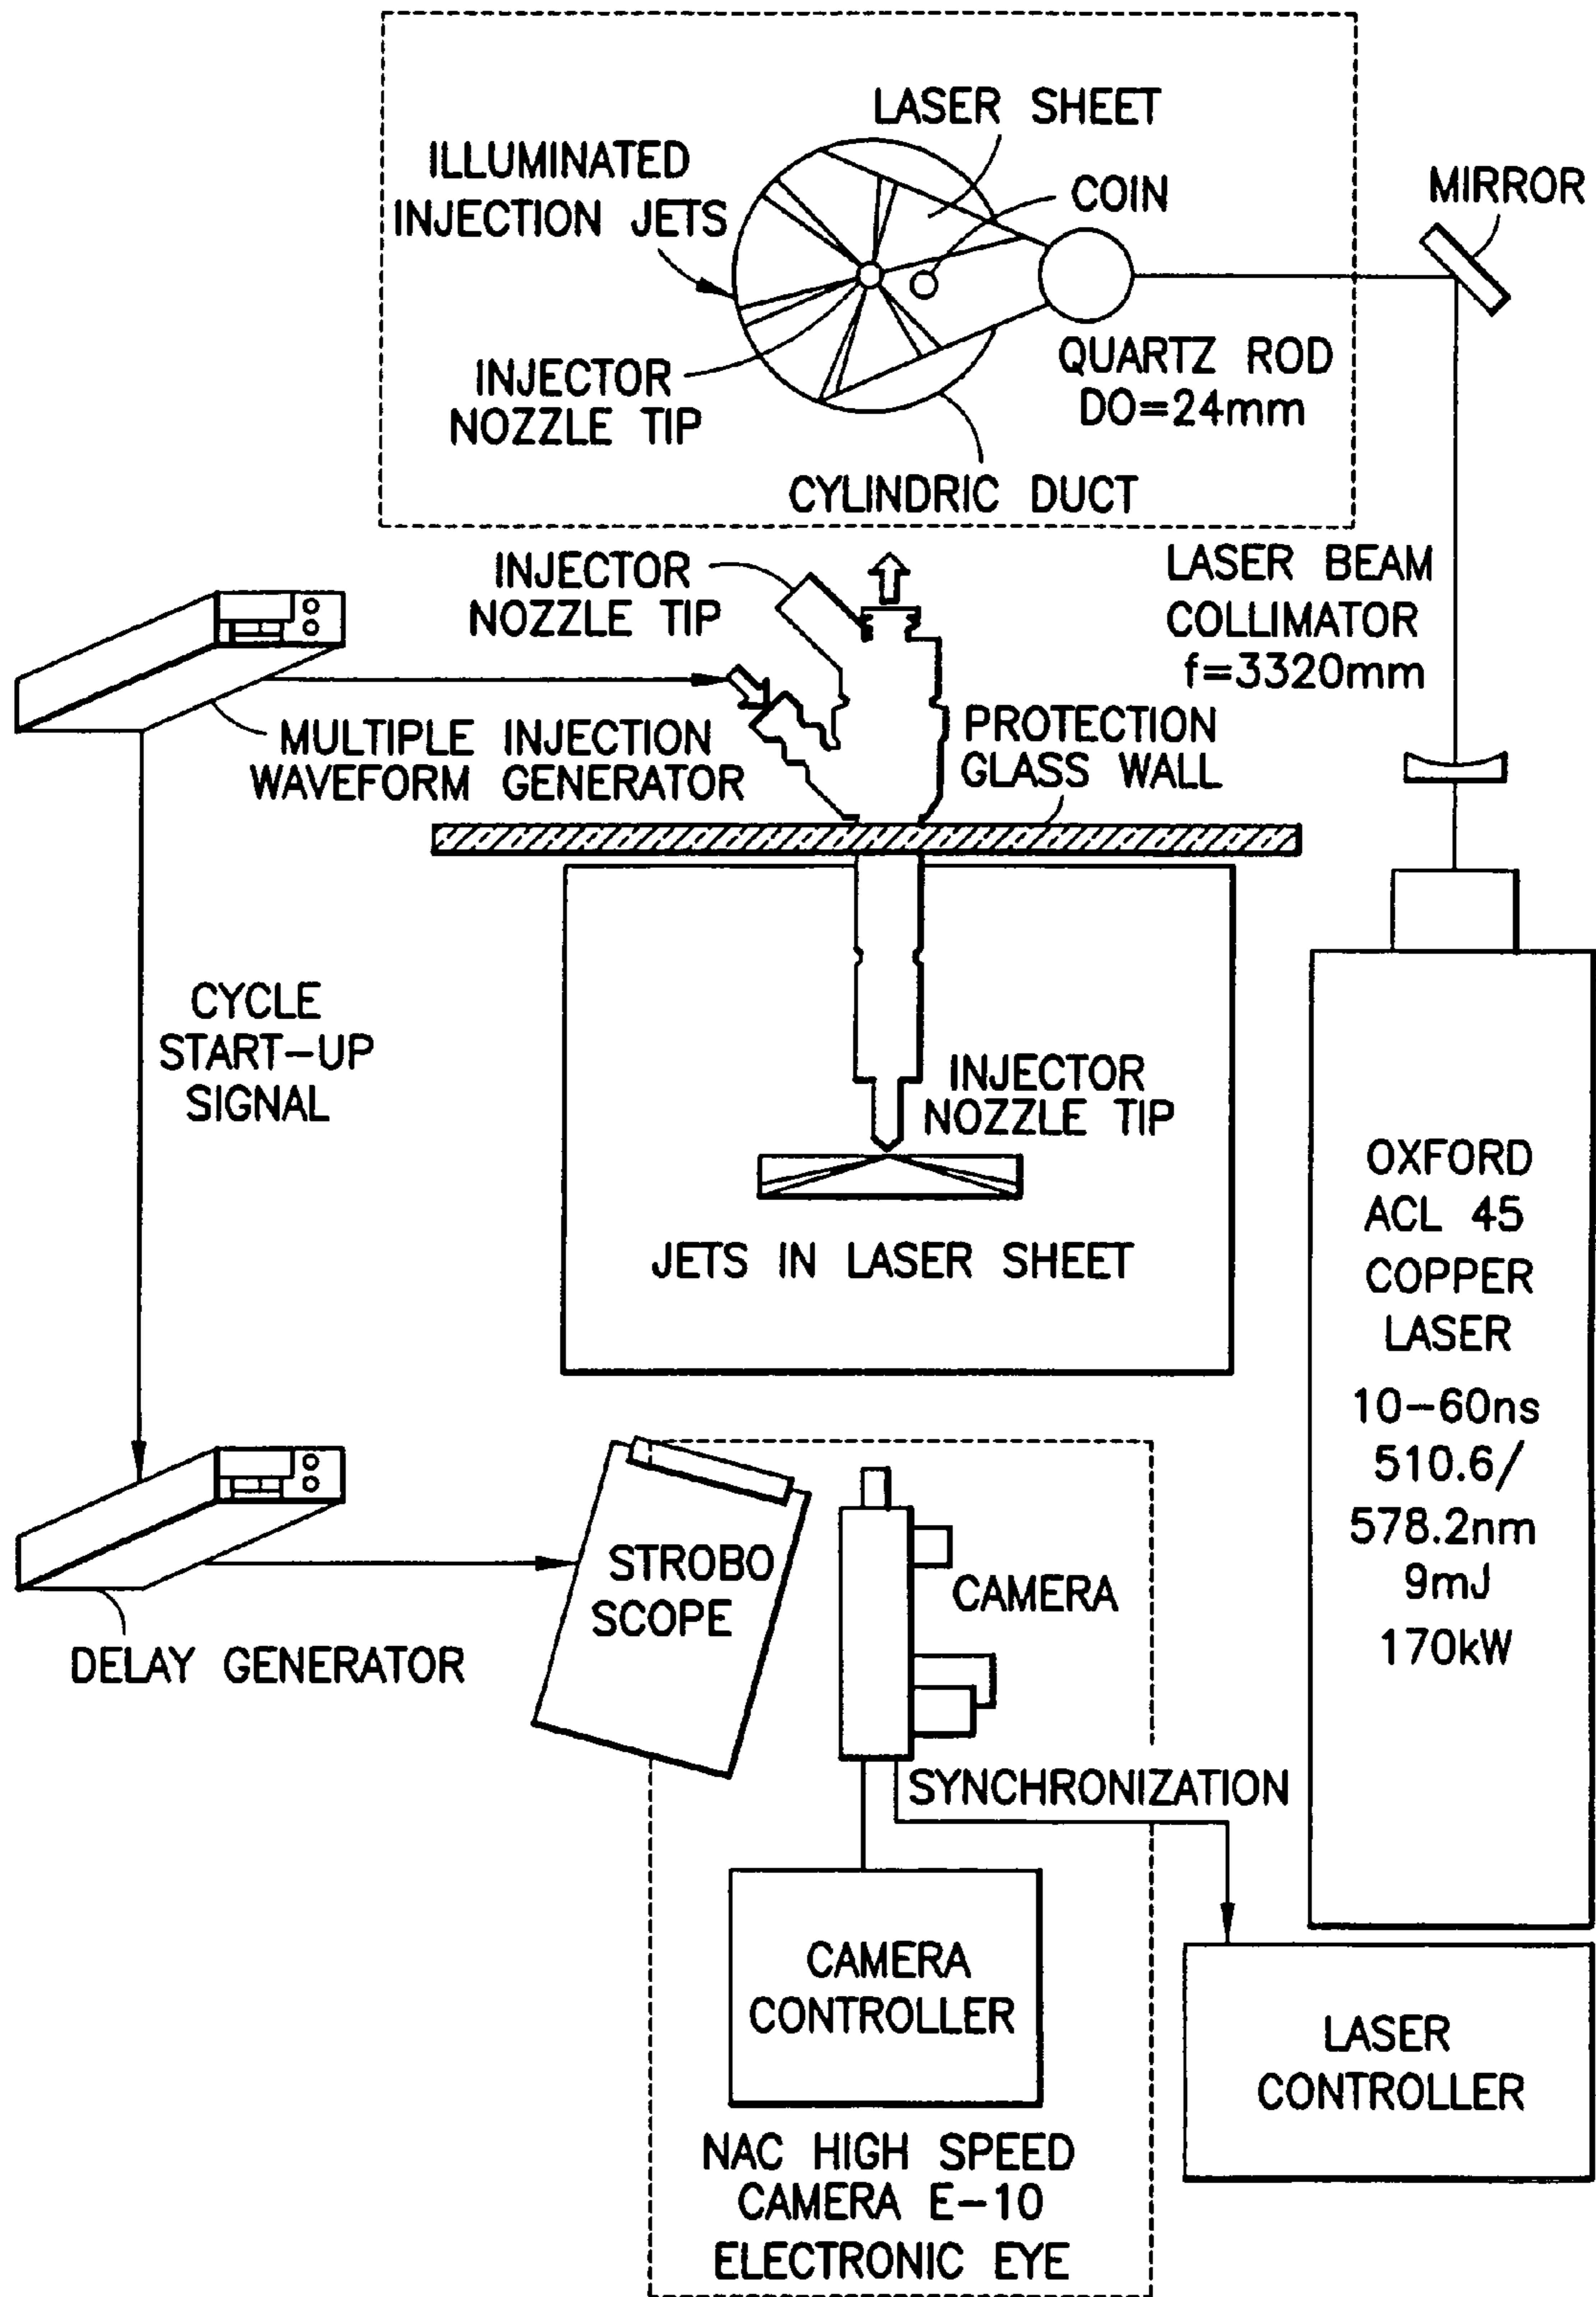 LASER SHEET
ILLUMINATED
INJECTION JETS
COIN
MIRROR
INJECTOR
NOZZLE TIP
QUARTZ ROD
DO=24mm
CYLINDRIC DUCT
INJECTOR
NOZZLE TIP
LASER BEAM
COLLIMATOR
f=3320mm
MULTIPLE INJECTION
WAVEFORM GENERATOR
PROTECTION
GLASS WALL
CYCLE
START-UP
SIGNAL
INJECTOR
NOZZLE TIP
JETS IN LASER SHEET
OXFORD
ACL 45
COPPER
LASER
10-60ns
510.6/
578.2nm
9mJ
170kW
STROBO
SCOPE
CAMERA
DELAY GENERATOR
SYNCHRONIZATION
CAMERA
CONTROLLER
LASER
CONTROLLER
NAC HIGH SPEED
CAMERA E-10
ELECTRONIC EYE